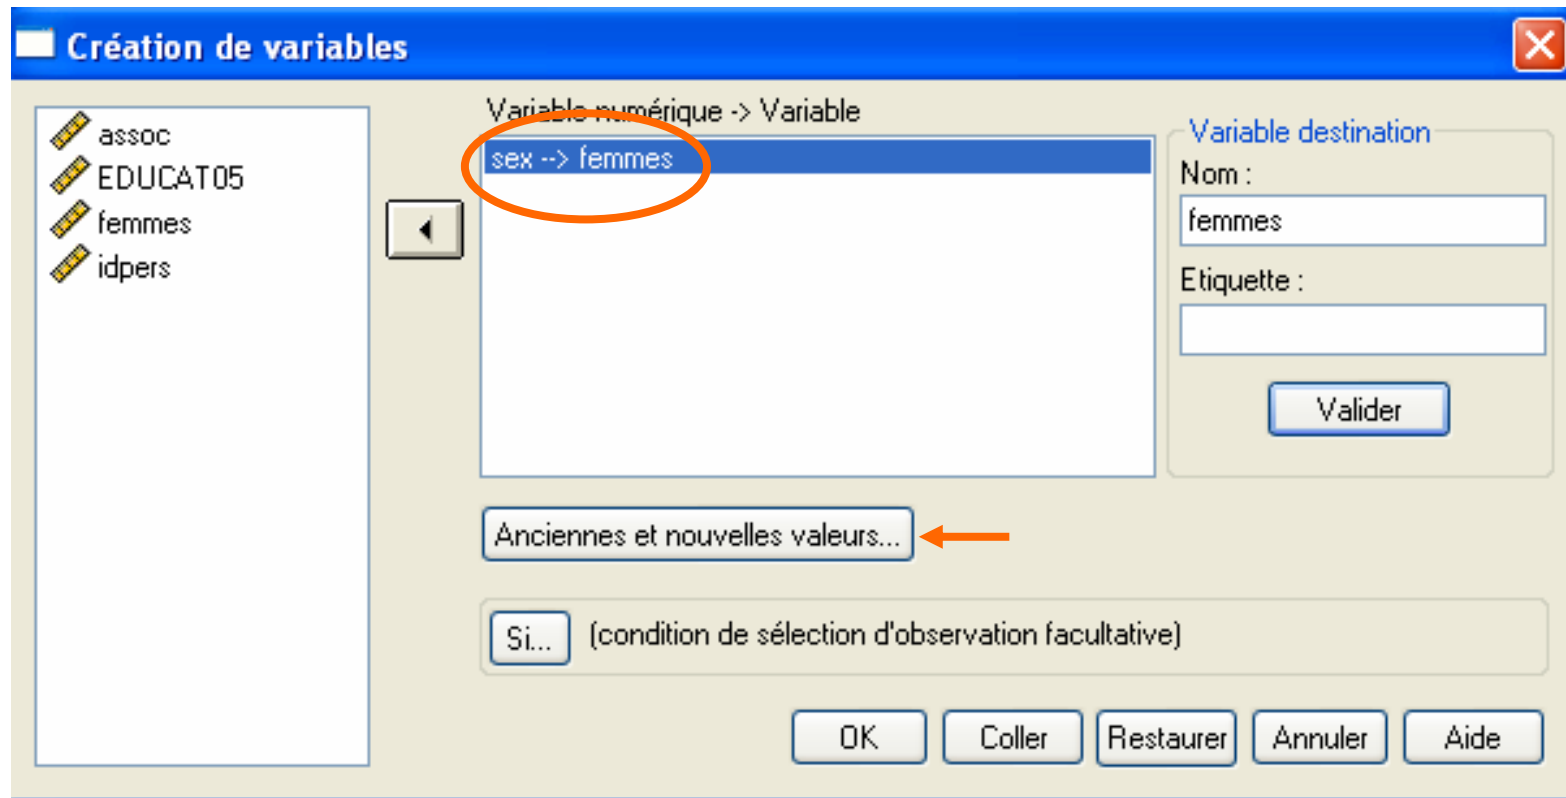 Création de variables
assoc
EDUCAT05
femmes
idpers
Variable numérique -> Variable
sex --> femmes
Variable destination
Nom :
femmes
Etiquette :
Valider
Anciennes et nouvelles valeurs...
Si... (condition de sélection d'observation facultative)
OK Coller Restaurer Annuler Aide